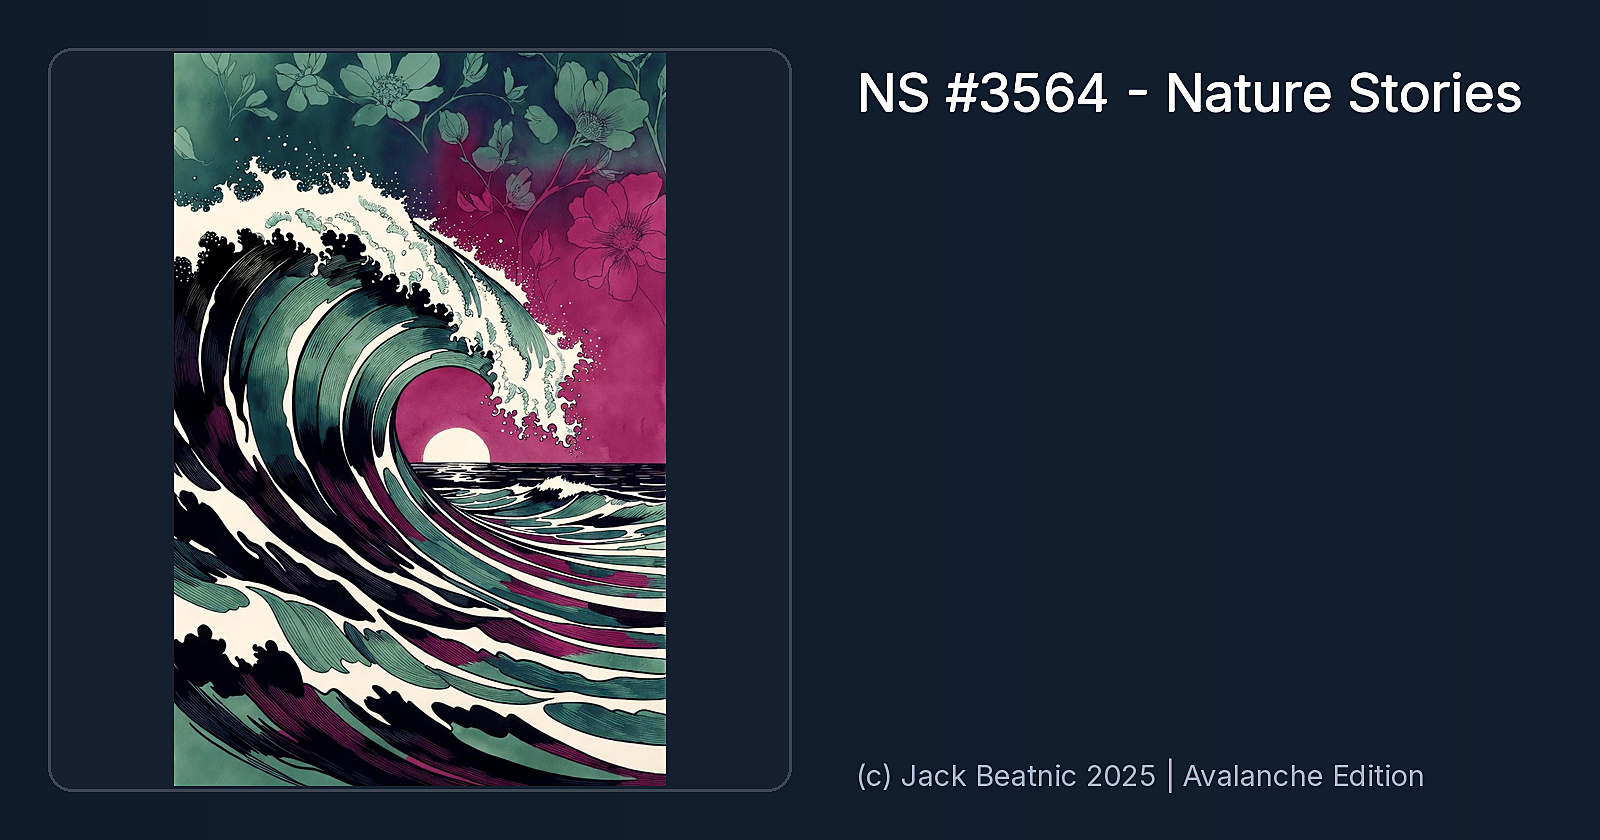 NS #3564 - Nature Stories
(c) Jack Beatnic 2025 | Avalanche Edition